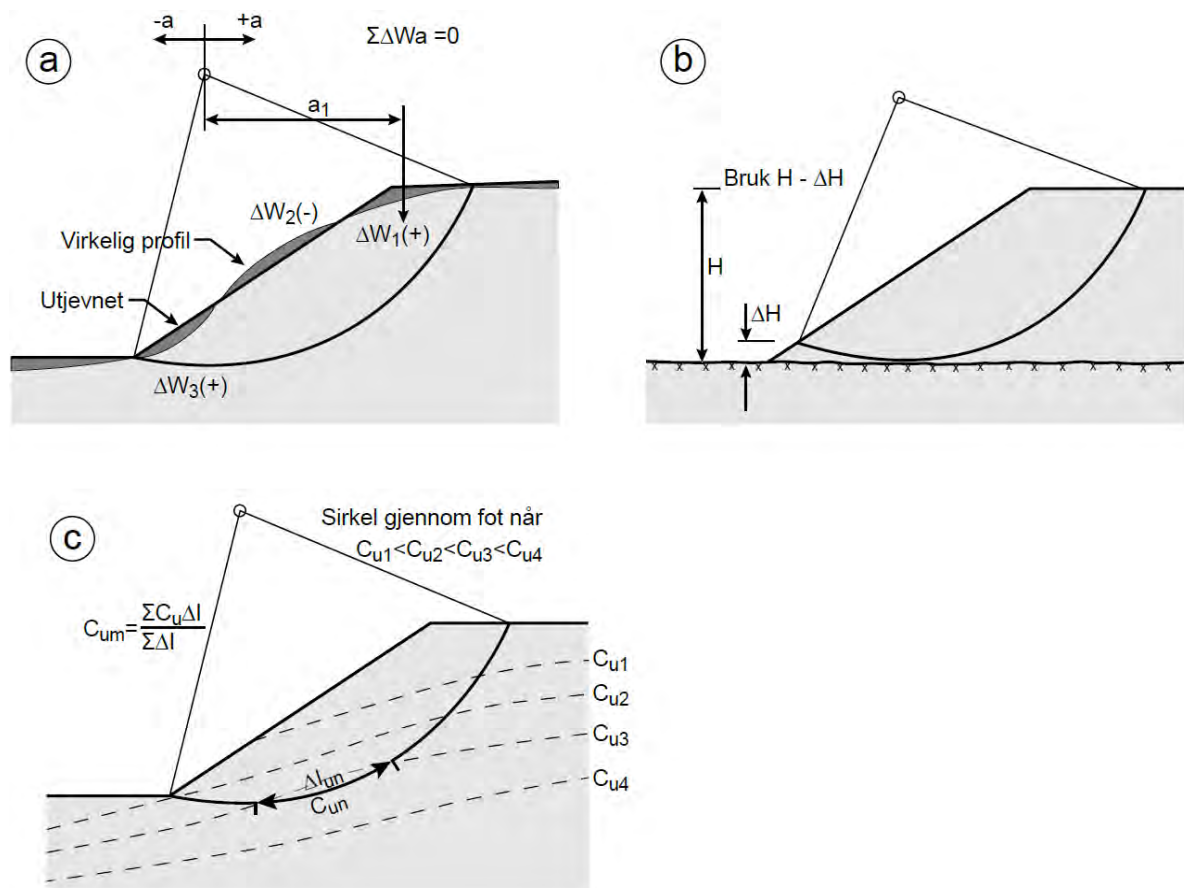 a
-a +a
ΣΔWa =0
a₁
ΔW₂(-)
Virkelig profil
ΔW₁(+)
Utjevnet
ΔW₃(+)
b
Bruk H - ΔH
H
ΔH
x x x x x x x x x x x x x x x x x
c
Sirkel gjennom fot når
Cᵤ₁<Cᵤ₂<Cᵤ₃<Cᵤ₄
Cᵤₘ=ΣCᵤΔl/ΣΔl
Cᵤ₁
Cᵤ₂
Cᵤ₃
Cᵤ₄
Δlᵤₙ
Cᵤₙ